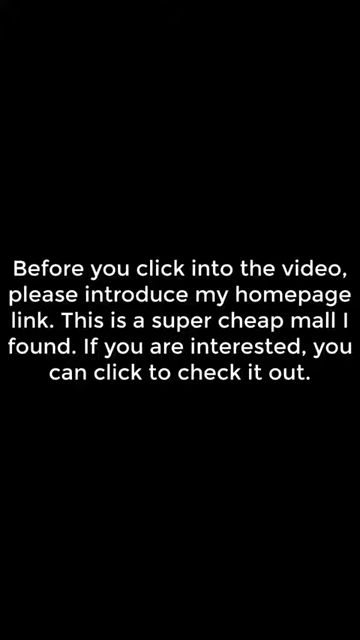 Before you click into the video,
please introduce my homepage
link. This is a super cheap mall I
found. If you are interested, you
can click to check it out.